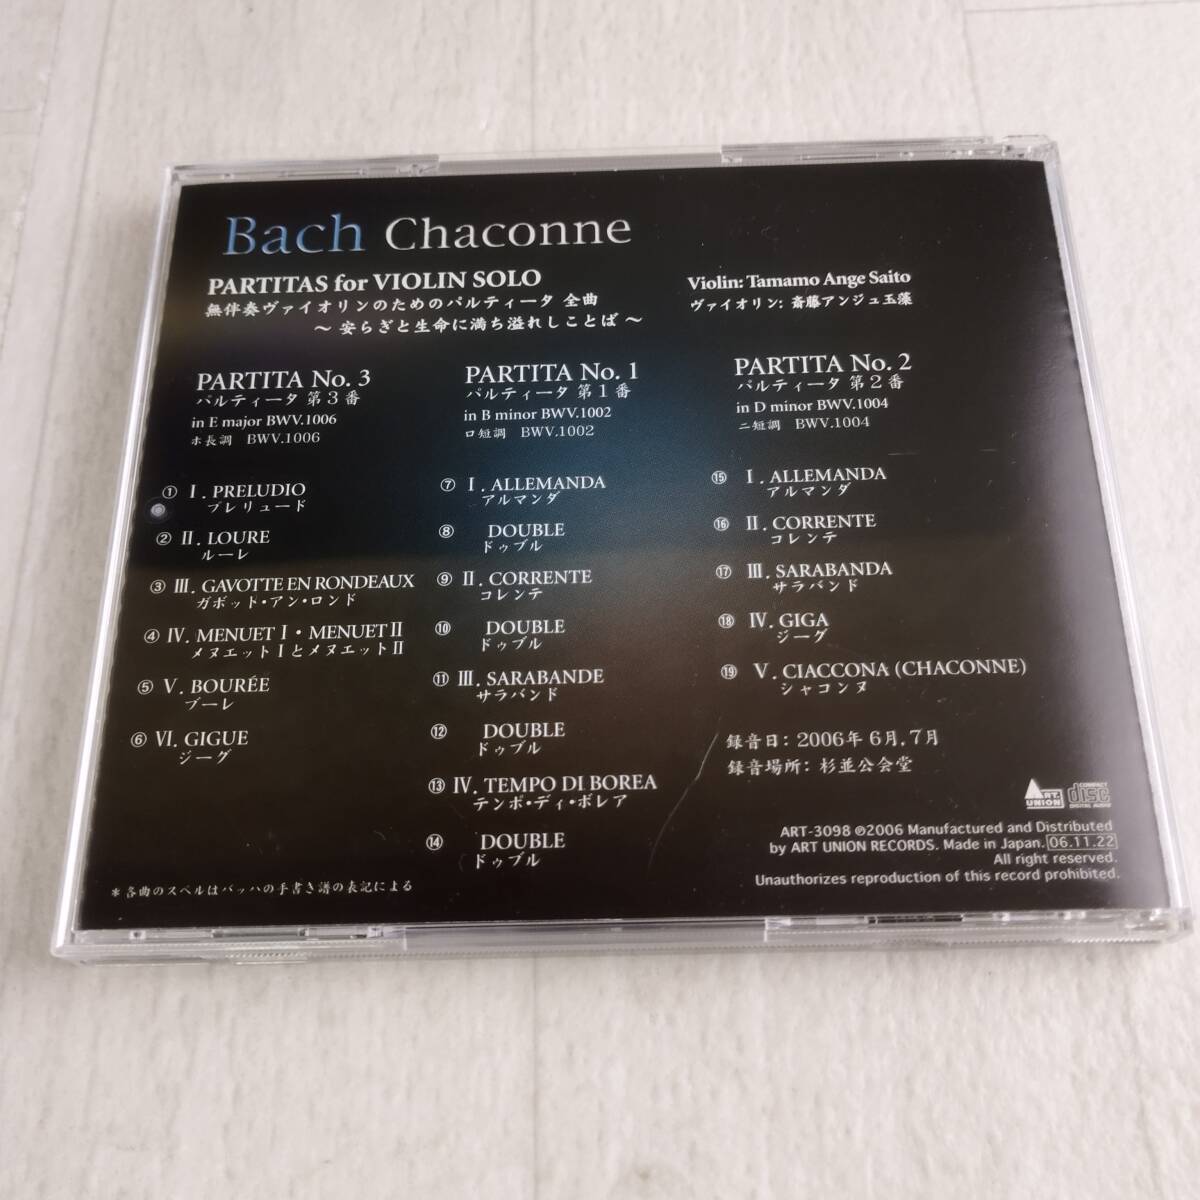 Bach Chaconne
PARTITAS for VIOLIN SOLO
無伴奏ヴァイオリンのためのパルティータ 全曲
～ 安らぎと生命に満ち溢れしことば ～
Violin: Tamamo Ange Saito
ヴァイオリン: 斎藤アンジュ玉藻
PARTITA No. 3
パルティータ 第3番
in E major BWV.1006
ホ長調 BWV.1006
① I. PRELUDIO
プレリュード
② II. LOURE
ルーレ
③ III. GAVOTTE EN RONDEAUX
ガボット・アン・ロンド
④ IV. MENUET I・MENUET II
メヌエットIとメヌエットII
⑤ V. BOURÉE
ブーレ
⑥ VI. GIGUE
ジーグ
PARTITA No. 1
パルティータ 第1番
in B minor BWV.1002
ロ短調 BWV.1002
⑦ I. ALLEMANDA
アルマンダ
⑧ DOUBLE
ドゥブル
⑨ II. CORRENTE
コレンテ
⑩ DOUBLE
ドゥブル
⑪ III. SARABANDE
サラバンド
⑫ DOUBLE
ドゥブル
⑬ IV. TEMPO DI BOREA
テンポ・ディ・ボレア
⑭ DOUBLE
ドゥブル
PARTITA No. 2
パルティータ 第2番
in D minor BWV.1004
ニ短調 BWV.1004
⑮ I. ALLEMANDA
アルマンダ
⑯ II. CORRENTE
コレンテ
⑰ III. SARABANDA
サラバンド
⑱ IV. GIGA
ジーグ
⑲ V. CIACCONA (CHACONNE)
シャコンヌ
録音日: 2006年 6月, 7月
録音場所: 杉並公会堂
ART UNION
COMPACT disc DIGITAL AUDIO
ART-3098 ℗2006 Manufactured and Distributed
by ART UNION RECORDS. Made in Japan. 06.11.22
All right reserved.
Unauthorizes reproduction of this record prohibited.
＊各曲のスペルはバッハの手書き譜の表記による